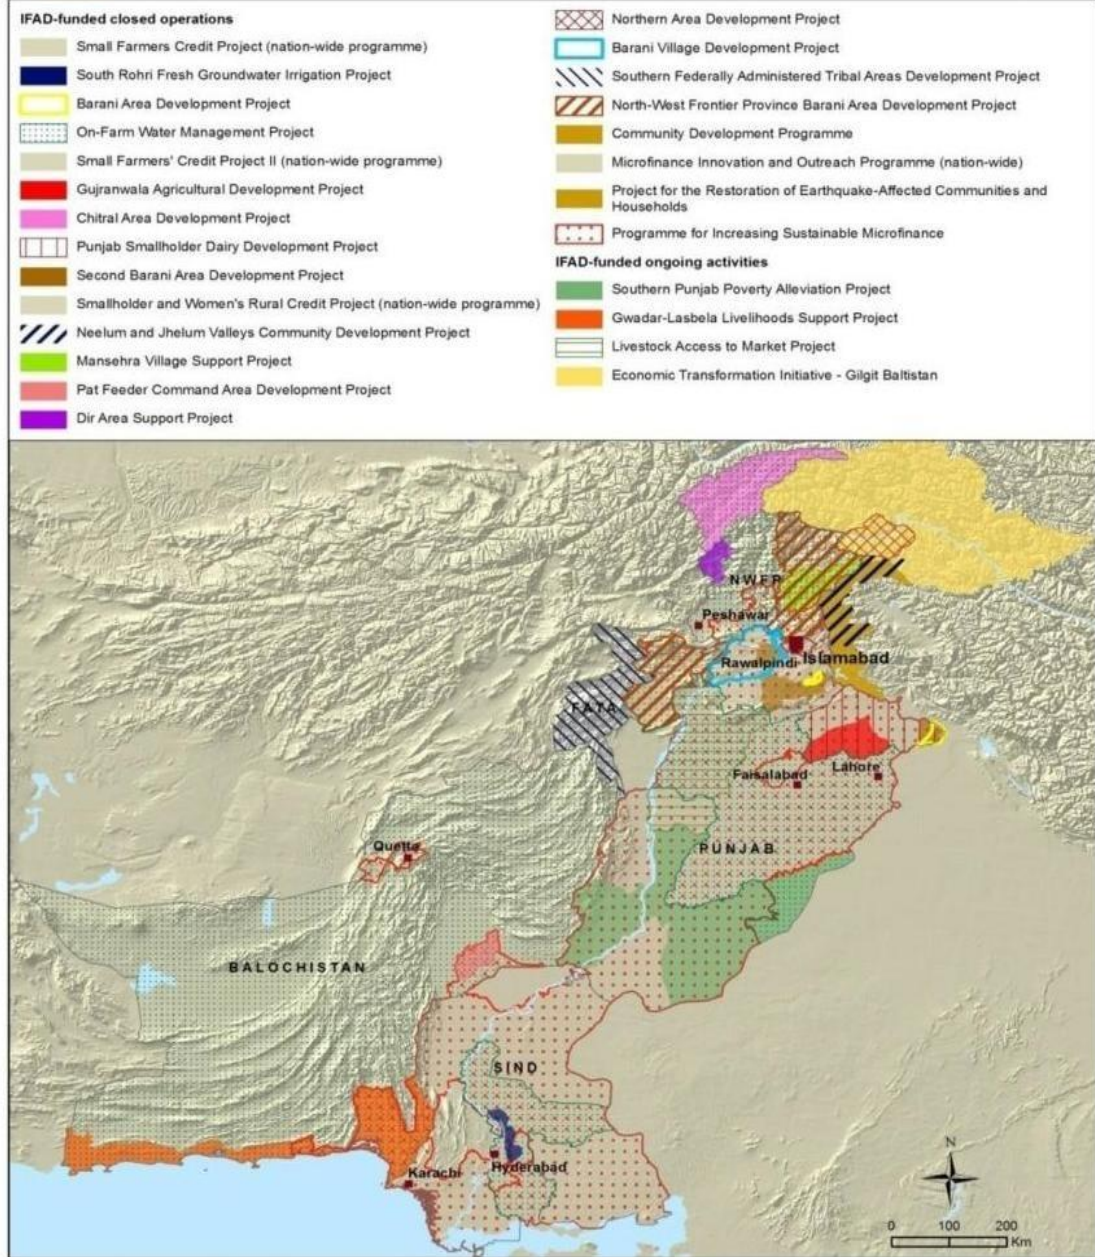 IFAD-funded closed operations
Small Farmers Credit Project (nation-wide programme)
South Rohri Fresh Groundwater Irrigation Project
Barani Area Development Project
On-Farm Water Management Project
Small Farmers' Credit Project II (nation-wide programme)
Gujranwala Agricultural Development Project
Chitral Area Development Project
Punjab Smallholder Dairy Development Project
Second Barani Area Development Project
Smallholder and Women's Rural Credit Project (nation-wide programme)
Neelum and Jhelum Valleys Community Development Project
Mansehra Village Support Project
Pat Feeder Command Area Development Project
Dir Area Support Project
Northern Area Development Project
Barani Village Development Project
Southern Federally Administered Tribal Areas Development Project
North-West Frontier Province Barani Area Development Project
Community Development Programme
Microfinance Innovation and Outreach Programme (nation-wide)
Project for the Restoration of Earthquake-Affected Communities and
Households
Programme for Increasing Sustainable Microfinance
IFAD-funded ongoing activities
Southern Punjab Poverty Alleviation Project
Gwadar-Lasbela Livelihoods Support Project
Livestock Access to Market Project
Economic Transformation Initiative - Gilgit Baltistan
NWFP
Peshawar
Rawalpindi
Islamabad
FATA
Lahore
Faisalabad
PUNJAB
Quetta
BALOCHISTAN
SIND
Hyderabad
Karachi
N
0 100 200
Km